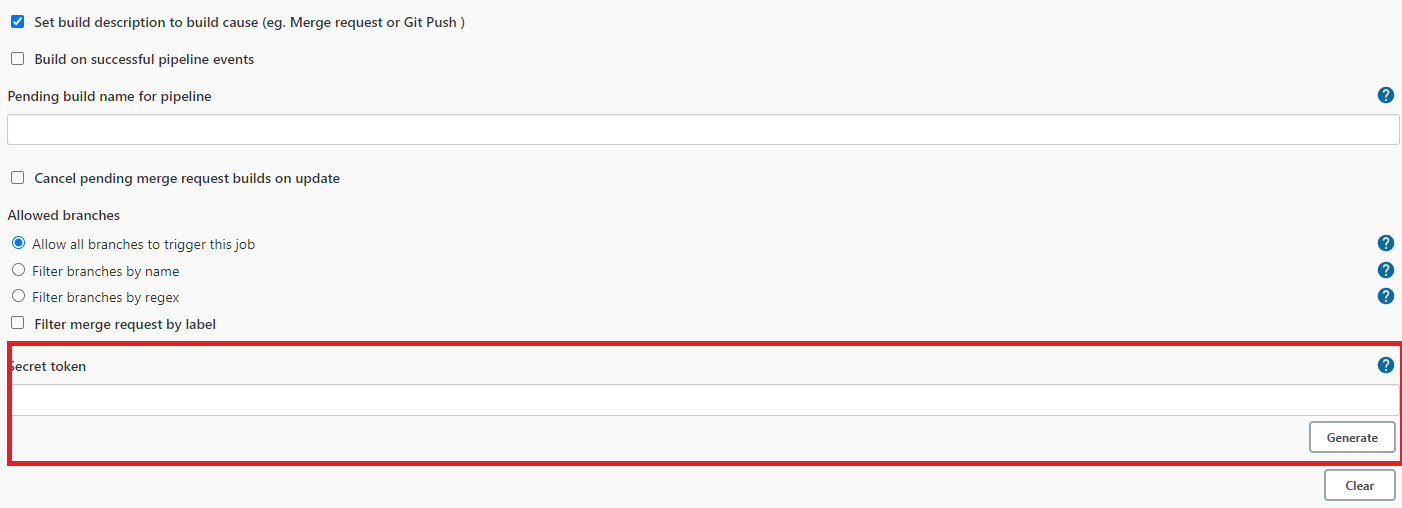 Set build description to build cause (eg. Merge request or Git Push )
Build on successful pipeline events
Pending build name for pipeline
?
Cancel pending merge request builds on update
Allowed branches
Allow all branches to trigger this job
?
Filter branches by name
?
Filter branches by regex
?
Filter merge request by label
Secret token
?
Generate
Clear